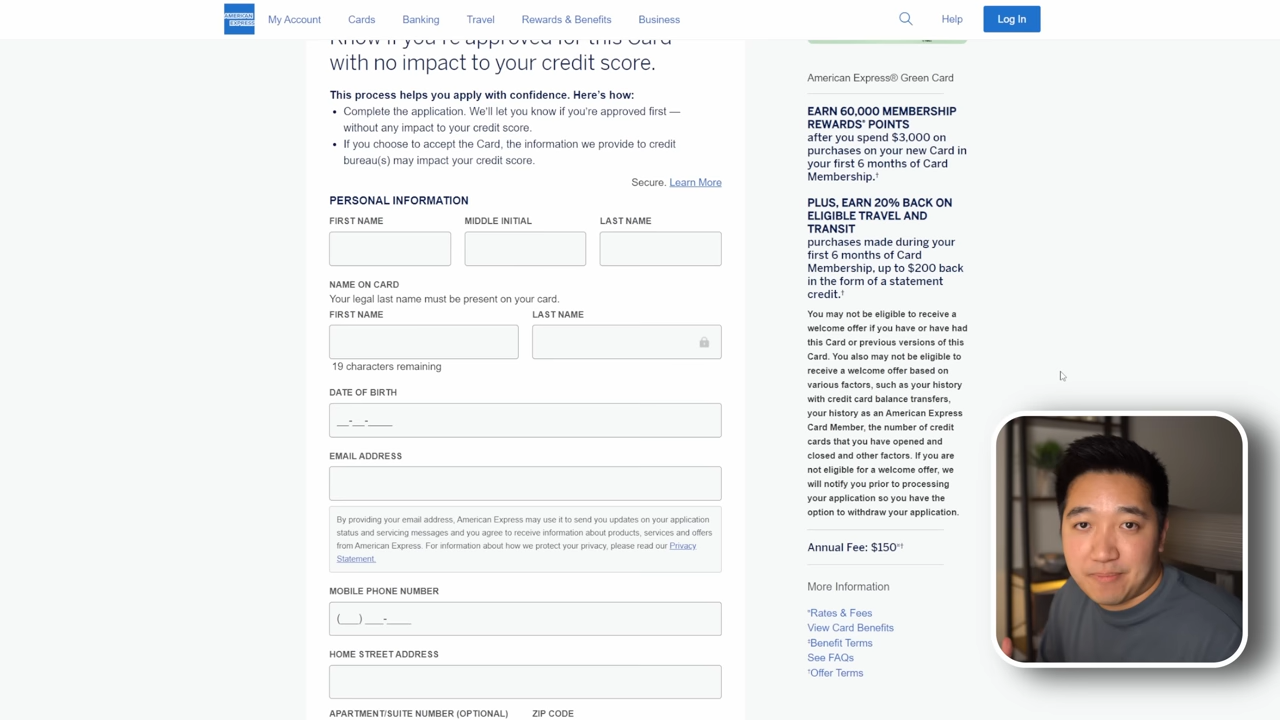 AMERICAN
EXPRESS
My Account
Cards
Banking
Travel
Rewards & Benefits
Business
Help
Log In
Know if you're approved for this Card
with no impact to your credit score.
This process helps you apply with confidence. Here's how:
• Complete the application. We'll let you know if you're approved first —
without any impact to your credit score.
• If you choose to accept the Card, the information we provide to credit
bureau(s) may impact your credit score.
Secure. Learn More
PERSONAL INFORMATION
FIRST NAME
MIDDLE INITIAL
LAST NAME
NAME ON CARD
Your legal last name must be present on your card.
FIRST NAME
LAST NAME
19 characters remaining
DATE OF BIRTH
__-__-____
EMAIL ADDRESS
By providing your email address, American Express may use it to send you updates on your application
status and servicing messages and you agree to receive information about products, services and offers
from American Express. For information about how we protect your privacy, please read our Privacy
Statement.
MOBILE PHONE NUMBER
(___) ___-____
HOME STREET ADDRESS
APARTMENT/SUITE NUMBER (OPTIONAL)
ZIP CODE
American Express® Green Card
EARN 60,000 MEMBERSHIP
REWARDS® POINTS
after you spend $3,000 on
purchases on your new Card in
your first 6 months of Card
Membership.†
PLUS, EARN 20% BACK ON
ELIGIBLE TRAVEL AND
TRANSIT
purchases made during your
first 6 months of Card
Membership, up to $200 back
in the form of a statement
credit.†
You may not be eligible to receive a
welcome offer if you have or have had
this Card or previous versions of this
Card. You also may not be eligible to
receive a welcome offer based on
various factors, such as your history
with credit card balance transfers,
your history as an American Express
Card Member, the number of credit
cards that you have opened and
closed and other factors. If you are
not eligible for a welcome offer, we
will notify you prior to processing
your application so you have the
option to withdraw your application.
Annual Fee: $150¤†
More Information
¤Rates & Fees
View Card Benefits
‡Benefit Terms
See FAQs
†Offer Terms